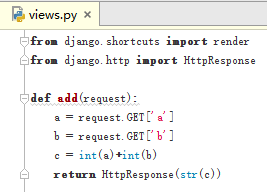 views.py
from django.shortcuts import render
from django.http import HttpResponse
def add(request):
a = request.GET['a']
b = request.GET['b']
c = int(a)+int(b)
return HttpResponse(str(c))